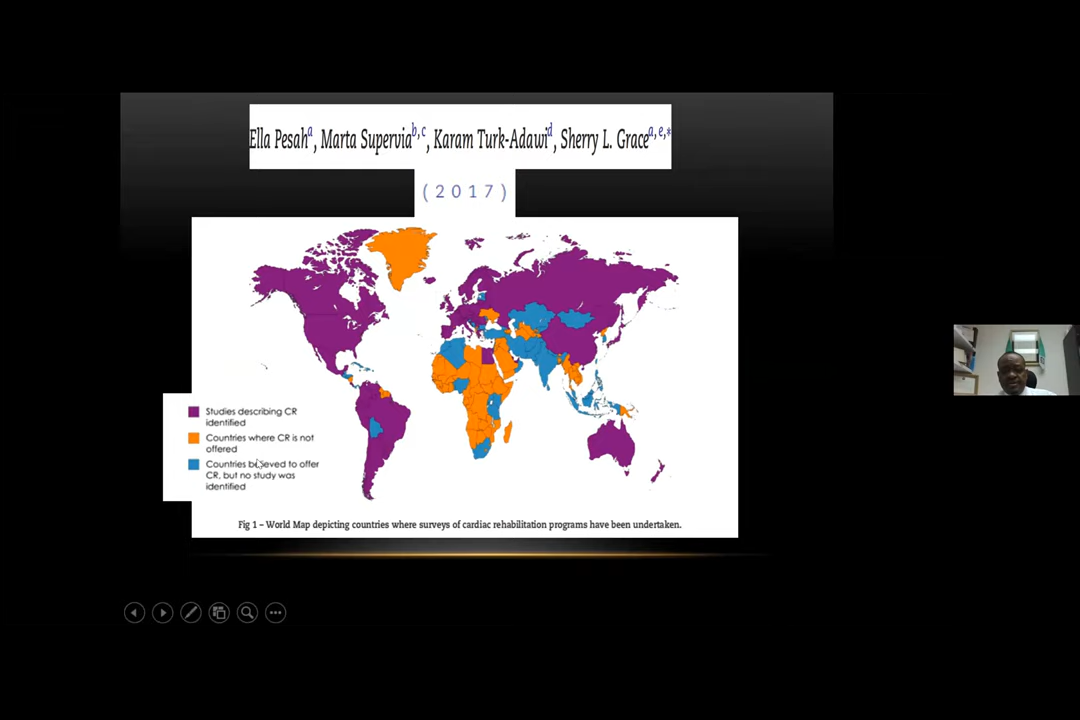 Ella Pesah a, Marta Supervia b,c, Karam Turk-Adawi d, Sherry L. Grace a,e,*
(2017)
Studies describing CR
identified
Countries where CR is not
offered
Countries believed to offer
CR, but no study was
identified
Fig 1 – World Map depicting countries where surveys of cardiac rehabilitation programs have been undertaken.